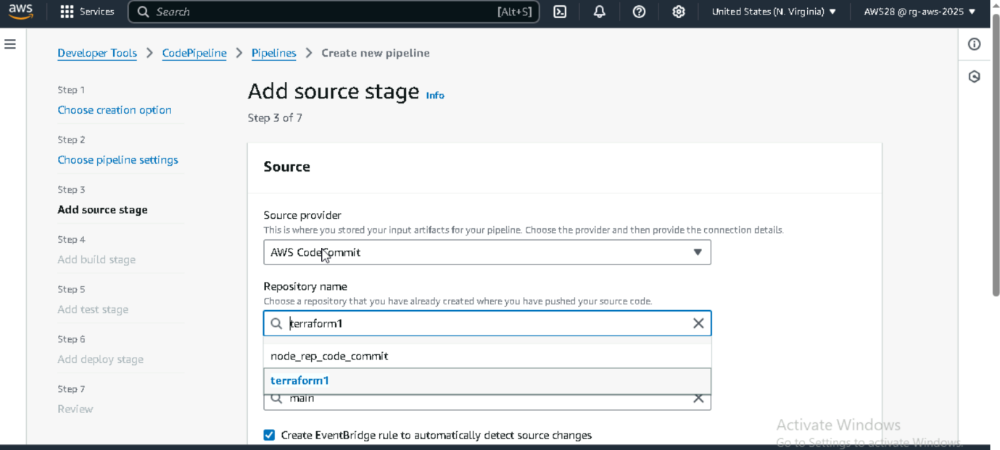 aws
Services
Search
[Alt+S]
United States (N. Virginia)
AWS28 @ rg-aws-2025
Developer Tools
CodePipeline
Pipelines
Create new pipeline
Step 1
Choose creation option
Step 2
Choose pipeline settings
Step 3
Add source stage
Step 4
Add build stage
Step 5
Add test stage
Step 6
Add deploy stage
Step 7
Review
Add source stage Info
Step 3 of 7
Source
Source provider
This is where you stored your input artifacts for your pipeline. Choose the provider and then provide the connection details.
AWS CodeCommit
Repository name
Choose a repository that you have already created where you have pushed your source code.
terraform1
node_rep_code_commit
terraform1
main
Create EventBridge rule to automatically detect source changes
Activate Windows
Go to Settings to activate Windows.